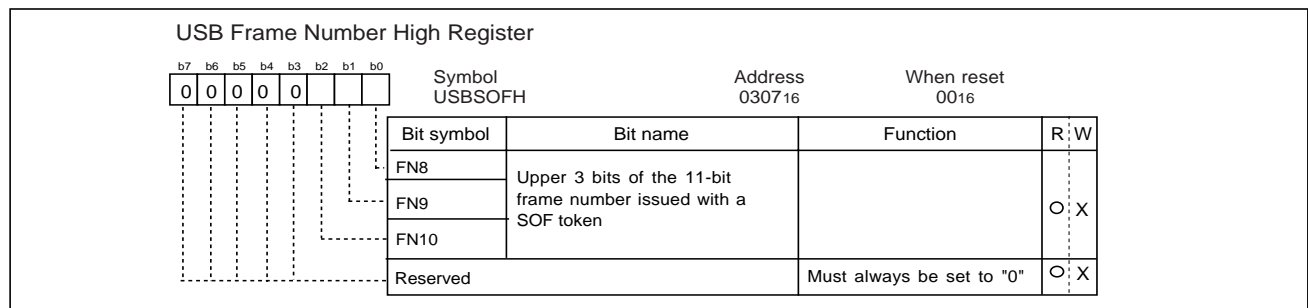 USB Frame Number High Register
b7 b6 b5 b4 b3 b2 b1 b0
0 0 0 0 0
Symbol Address When reset
USBSOFH 030716 0016
Bit symbol Bit name Function R W
FN8
FN9
FN10
Upper 3 bits of the 11-bit
frame number issued with a
SOF token
O X
Reserved Must always be set to "0" O X